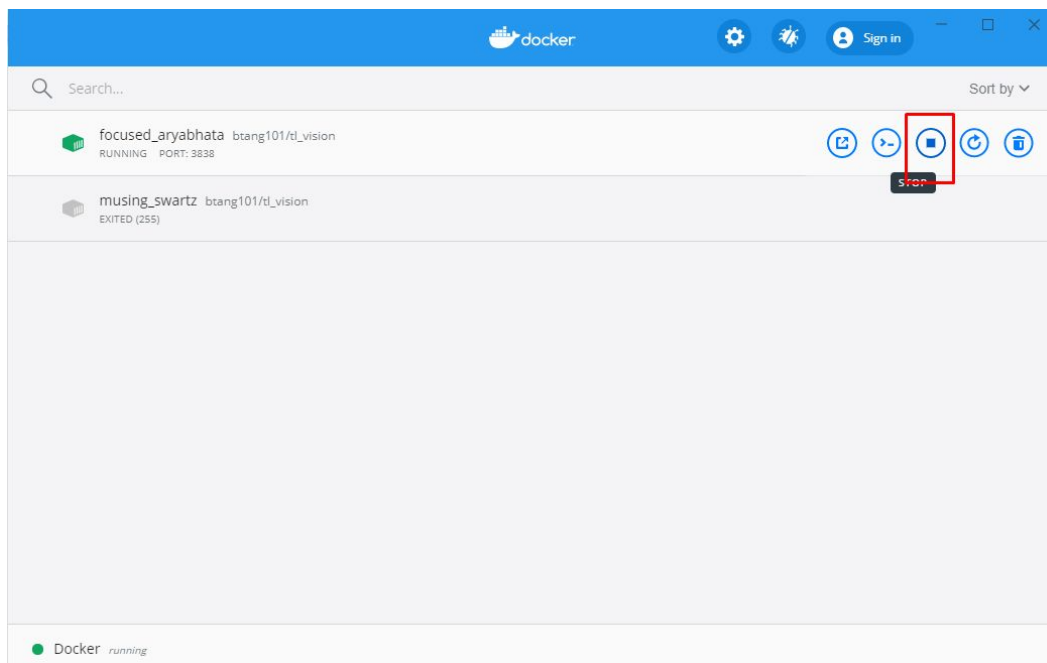 docker
Sign in
Search...
Sort by
focused_aryabhata btang101/tl_vision
RUNNING PORT: 3838
STOP
musing_swartz btang101/tl_vision
EXITED (255)
Docker running